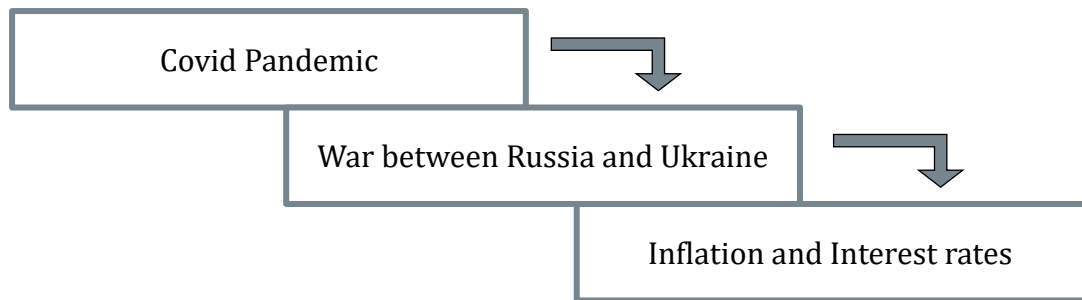 Covid Pandemic
War between Russia and Ukraine
Inflation and Interest rates